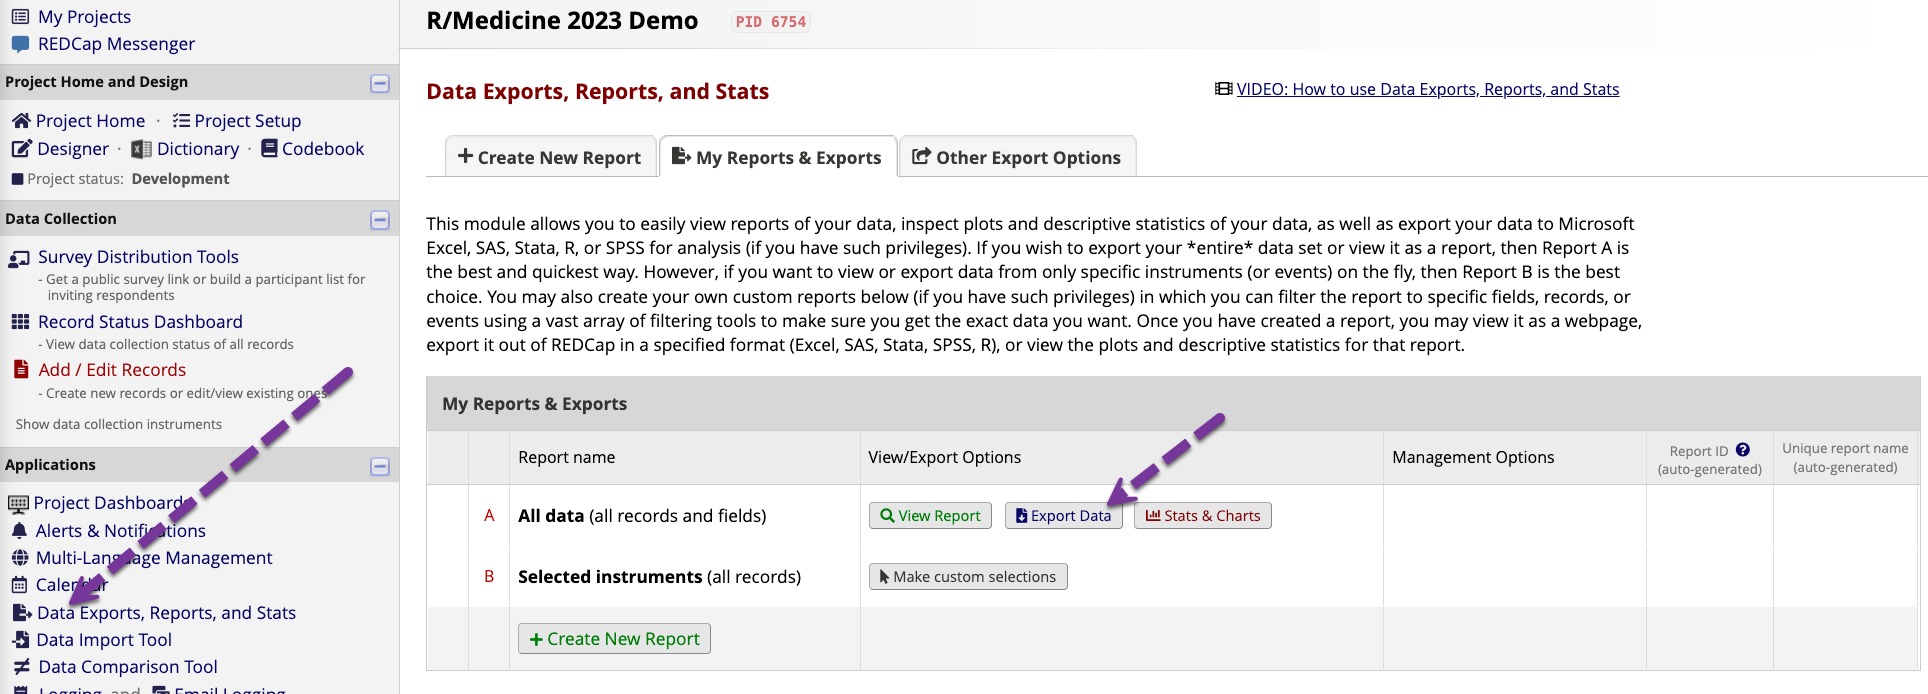 My Projects
REDCap Messenger
Project Home and Design
Project Home · Project Setup
Designer · Dictionary · Codebook
Project status: Development
Data Collection
Survey Distribution Tools
- Get a public survey link or build a participant list for
inviting respondents
Record Status Dashboard
- View data collection status of all records
Add / Edit Records
- Create new records or edit/view existing ones
Show data collection instruments
Applications
Project Dashboards
Alerts & Notifications
Multi-Language Management
Calendar
Data Exports, Reports, and Stats
Data Import Tool
Data Comparison Tool
Logging and Email Logging
R/Medicine 2023 Demo PID 6754
Data Exports, Reports, and Stats
VIDEO: How to use Data Exports, Reports, and Stats
+ Create New Report
My Reports & Exports
Other Export Options
This module allows you to easily view reports of your data, inspect plots and descriptive statistics of your data, as well as export your data to Microsoft
Excel, SAS, Stata, R, or SPSS for analysis (if you have such privileges). If you wish to export your *entire* data set or view it as a report, then Report A is
the best and quickest way. However, if you want to view or export data from only specific instruments (or events) on the fly, then Report B is the best
choice. You may also create your own custom reports below (if you have such privileges) in which you can filter the report to specific fields, records, or
events using a vast array of filtering tools to make sure you get the exact data you want. Once you have created a report, you may view it as a webpage,
export it out of REDCap in a specified format (Excel, SAS, Stata, SPSS, R), or view the plots and descriptive statistics for that report.
My Reports & Exports
Report name
View/Export Options
Management Options
Report ID ?
(auto-generated)
Unique report name
(auto-generated)
A All data (all records and fields) View Report Export Data Stats & Charts
B Selected instruments (all records) Make custom selections
+ Create New Report